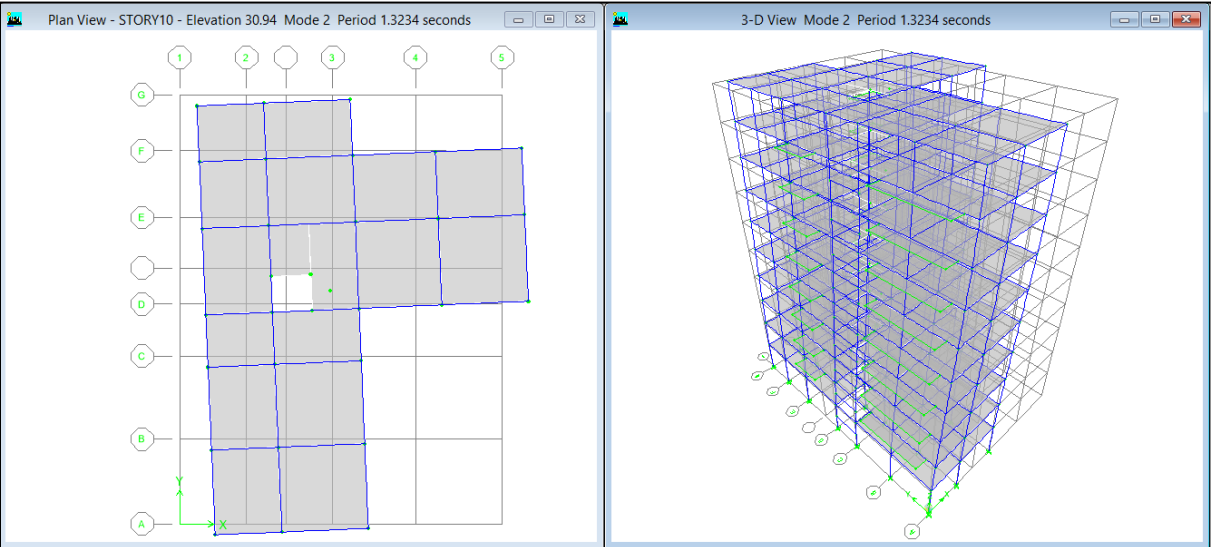 Plan View - STORY10 - Elevation 30.94  Mode 2  Period 1.3234 seconds
1 2 3 4 5
G
F
E
D
C
B
A
Y
X
3-D View  Mode 2  Period 1.3234 seconds